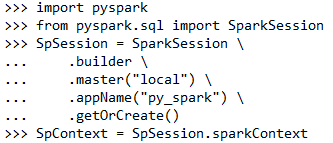 >>> import pyspark
>>> from pyspark.sql import SparkSession
>>> SpSession = SparkSession \
...     .builder \
...     .master("local") \
...     .appName("py_spark") \
...     .getOrCreate()
>>> SpContext = SpSession.sparkContext